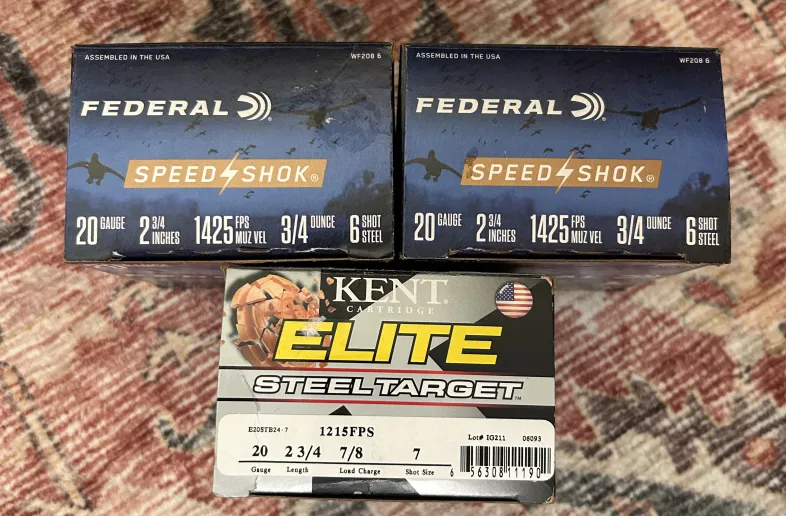 ASSEMBLED IN THE USA WF208 6
FEDERAL
SPEED SHOK®
20 GAUGE 2 3/4 INCHES 1425 FPS MUZ VEL 3/4 OUNCE 6 SHOT STEEL
ASSEMBLED IN THE USA WF208 6
FEDERAL
SPEED SHOK®
20 GAUGE 2 3/4 INCHES 1425 FPS MUZ VEL 3/4 OUNCE 6 SHOT STEEL
KENT®
CARTRIDGE
ELITE
STEEL TARGET™
E20STB24-7 1215FPS Lot# IG211 06093
20 2 3/4 7/8 7
Gauge Length Load Charge Shot Size
6 56308 11190